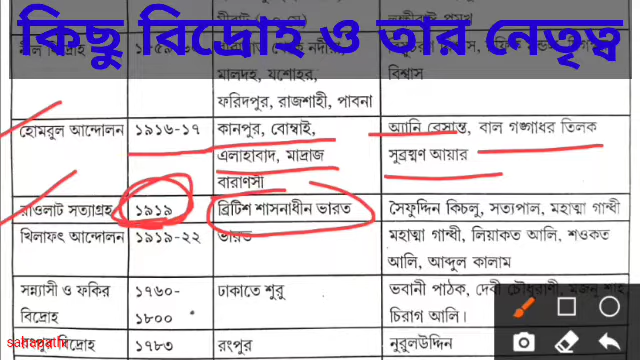 কিছু বিদ্রোহ ও তার নেতৃত্ব
মালদহ, যশোহর, বিশ্বাস
ফরিদপুর, রাজশাহী, পাবনা
হোমরুল আন্দোলন ১৯১৬-১৭ কানপুর, বোম্বাই, অ্যানি বেসান্ত, বাল গঙ্গাধর তিলক
এলাহাবাদ, মাদ্রাজ সুব্রহ্মণ আয়ার
বারাণসী
রাওলাট সত্যাগ্রহ ১৯১৯ ব্রিটিশ শাসনাধীন ভারত সৈফুদ্দিন কিচলু, সত্যপাল, মহাত্মা গান্ধী
খিলাফৎ আন্দোলন ১৯১৯-২২ ভারত মহাত্মা গান্ধী, লিয়াকত আলি, শওকত
আলি, আব্দুল কালাম
সন্ন্যাসী ও ফকির ১৭৬০- ঢাকাতে শুরু ভবানী পাঠক, দেবী চৌধুরাণী, মজনু শাহ
বিদ্রোহ ১৮০০ চিরাগ আলি।
রংপুর বিদ্রোহ ১৭৮৩ রংপুর নুরুলউদ্দিন